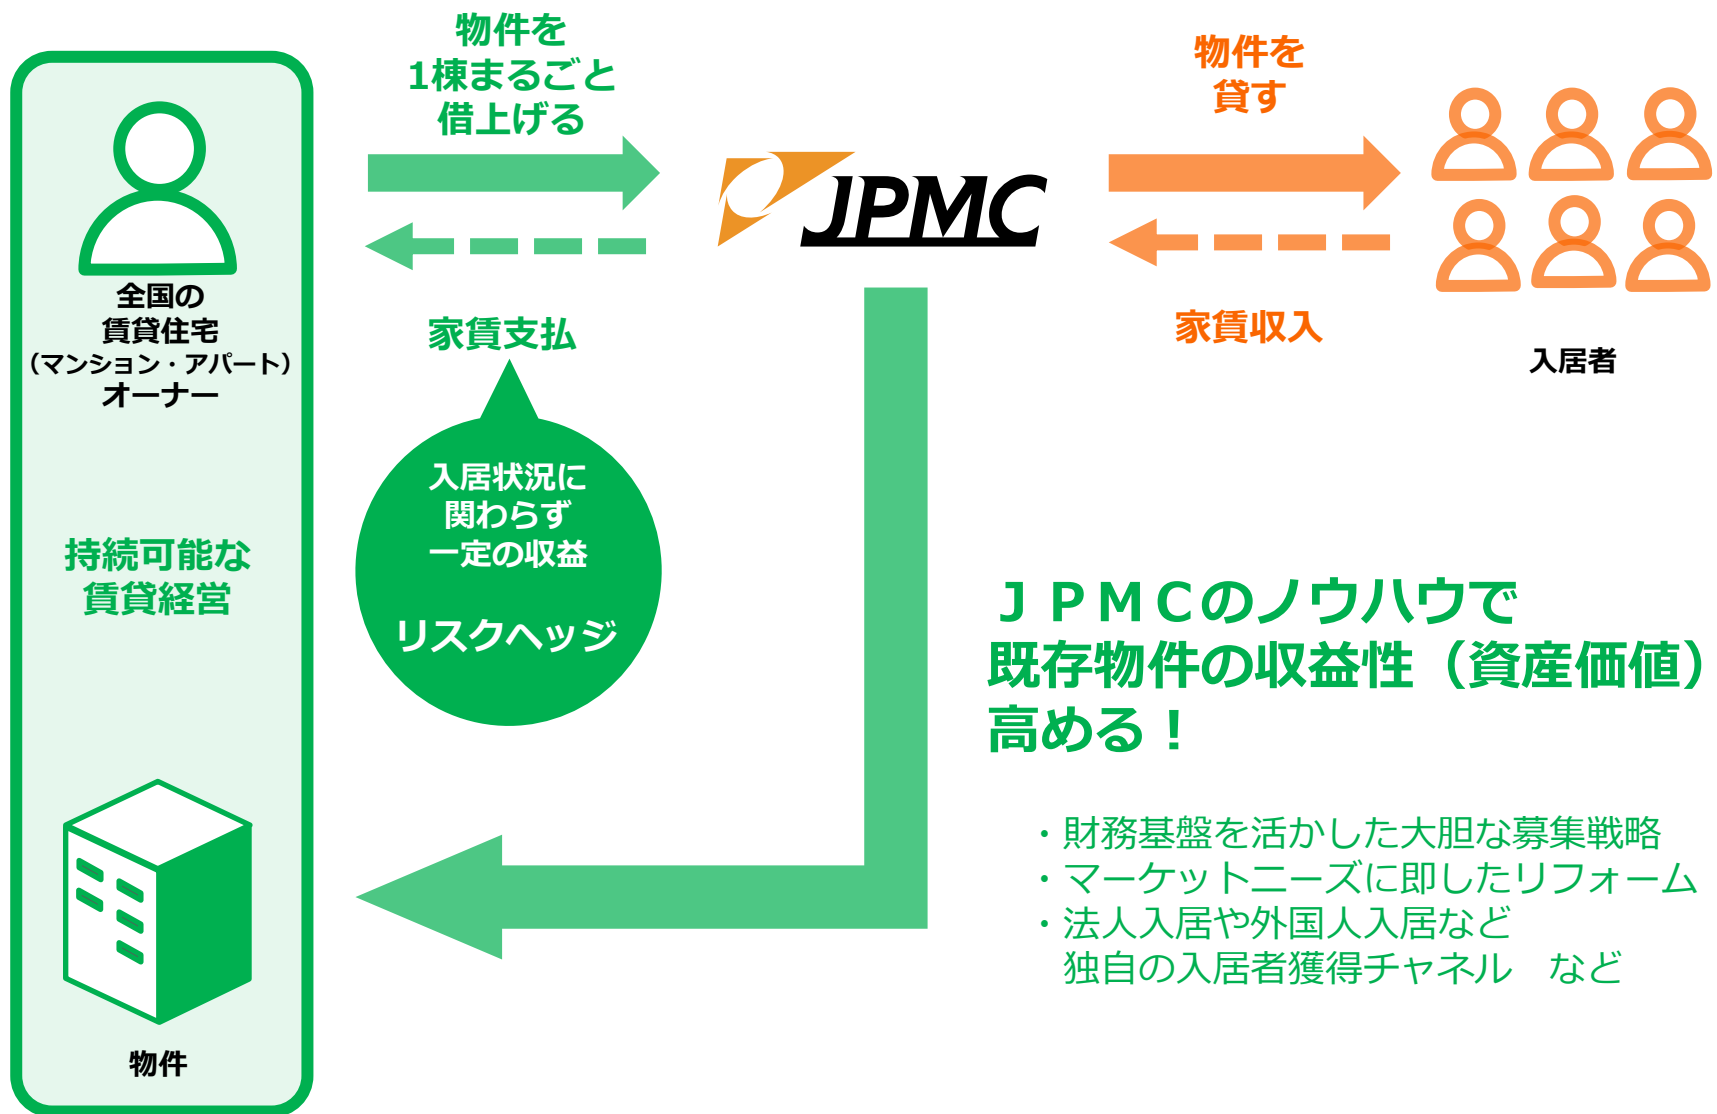 物件を
1棟まるごと
借上げる
物件を
貸す
JPMC
全国の
賃貸住宅
（マンション・アパート）
オーナー
家賃支払
家賃収入
入居者
入居状況に
関わらず
一定の収益
リスクヘッジ
持続可能な
賃貸経営
ＪＰＭＣのノウハウで
既存物件の収益性（資産価値）
高める！
・財務基盤を活かした大胆な募集戦略
・マーケットニーズに即したリフォーム
・法人入居や外国人入居など
独自の入居者獲得チャネル　など
物件